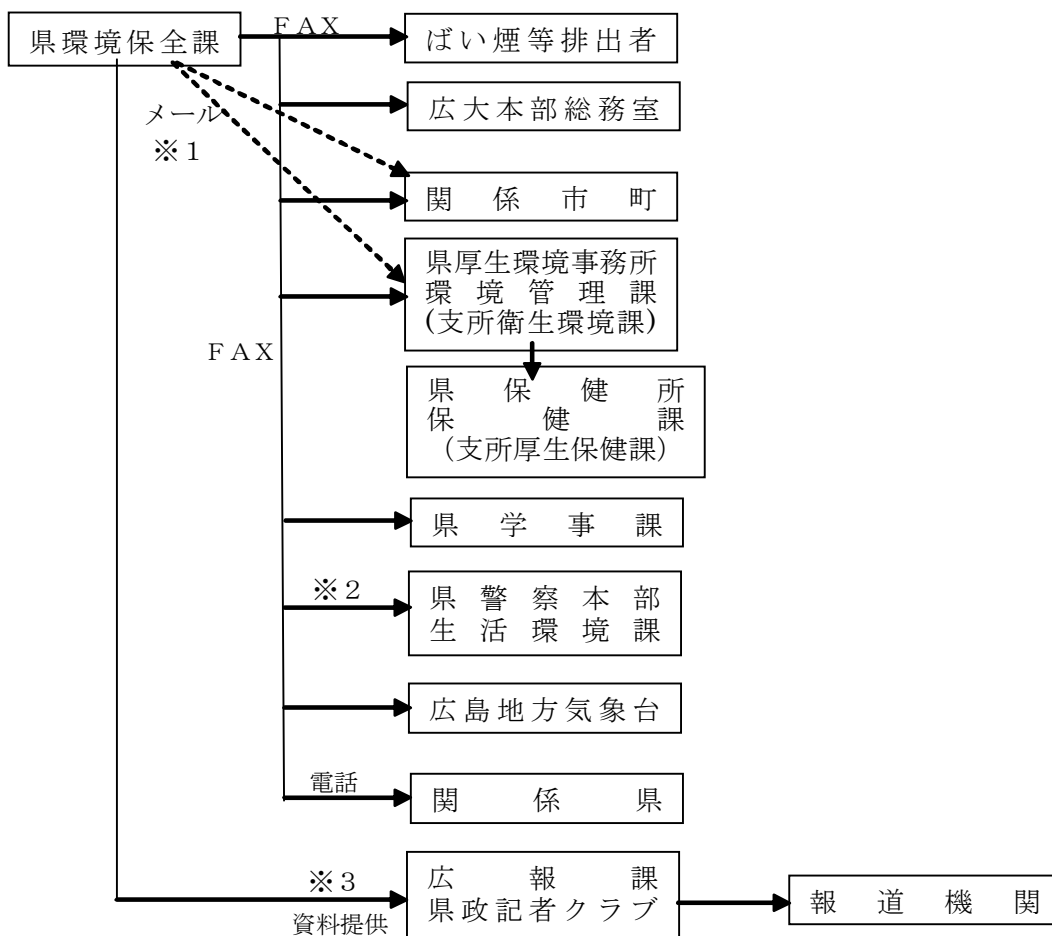 ＦＡＸ
県環境保全課
ばい煙等排出者
広大本部総務室
メール
※１
関係市町
県厚生環境事務所
環境管理課
(支所衛生環境課)
ＦＡＸ
県保健所
保健課
（支所厚生保健課）
県学事課
※２
県警察本部
生活環境課
広島地方気象台
電話
関係県
※３
資料提供
広報課
県政記者クラブ
報道機関